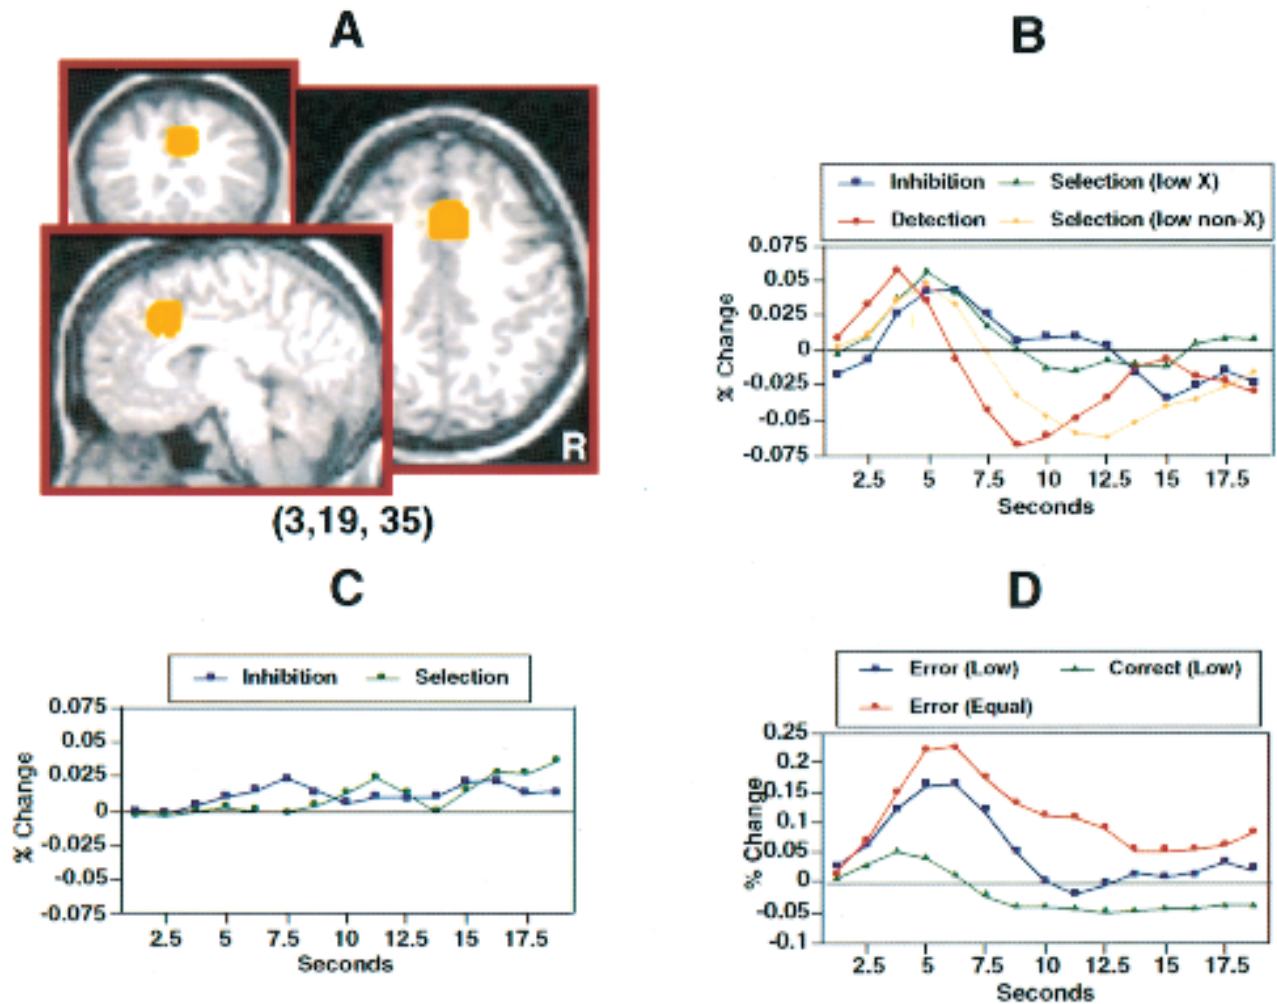 A
R
(3,19, 35)
B
Inhibition
Selection (low X)
Detection
Selection (low non-X)
% Change
0.075
0.05
0.025
0
-0.025
-0.05
-0.075
2.5 5 7.5 10 12.5 15 17.5
Seconds
C
Inhibition
Selection
% Change
0.075
0.05
0.025
0
-0.025
-0.05
-0.075
2.5 5 7.5 10 12.5 15 17.5
Seconds
D
Error (Low)
Correct (Low)
Error (Equal)
% Change
0.25
0.2
0.15
0.1
0.05
0
-0.05
-0.1
2.5 5 7.5 10 12.5 15 17.5
Seconds